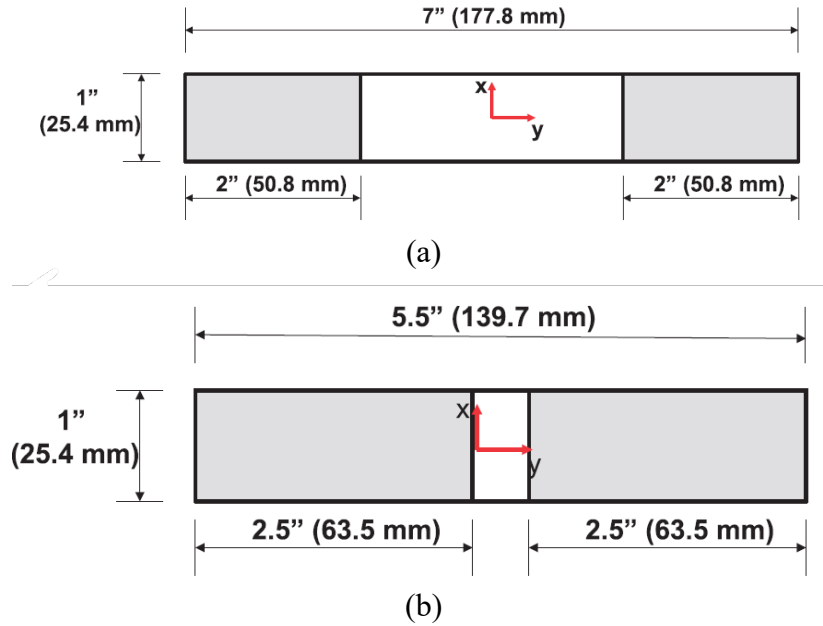 7” (177.8 mm)
1”
(25.4 mm)
x
y
2” (50.8 mm)
2” (50.8 mm)
(a)
5.5” (139.7 mm)
1”
(25.4 mm)
x
y
2.5” (63.5 mm)
2.5” (63.5 mm)
(b)